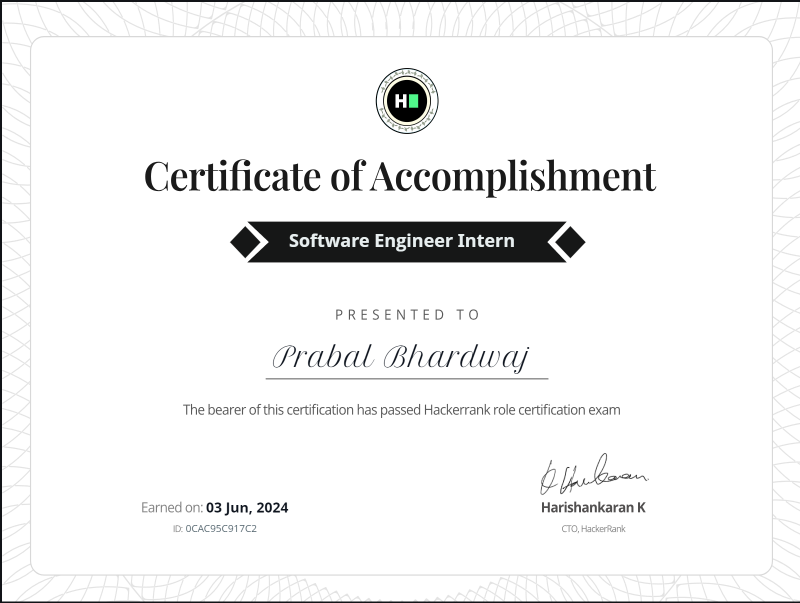 H
Certificate of Accomplishment
Software Engineer Intern
PRESENTED TO
Prabal Bhardwaj
The bearer of this certification has passed Hackerrank role certification exam
Earned on: 03 Jun, 2024
ID: 0CAC95C917C2
Harishankaran K
CTO, HackerRank